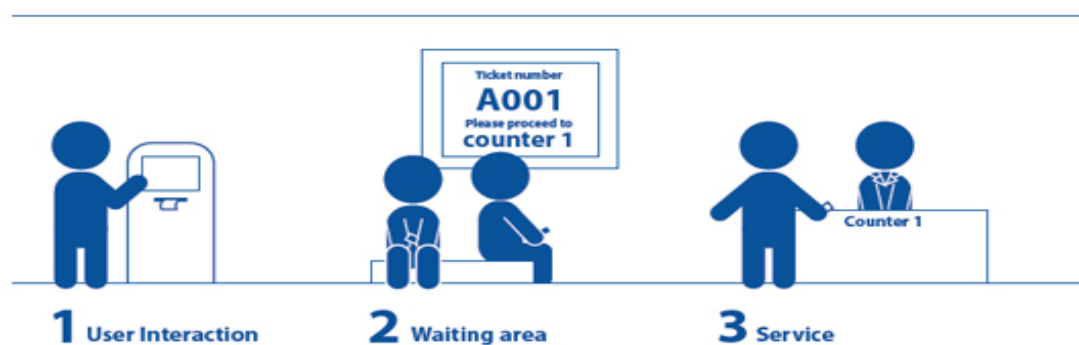 Ticket number
A001
Please proceed to
counter 1
Counter 1
1 User Interaction
2 Waiting area
3 Service